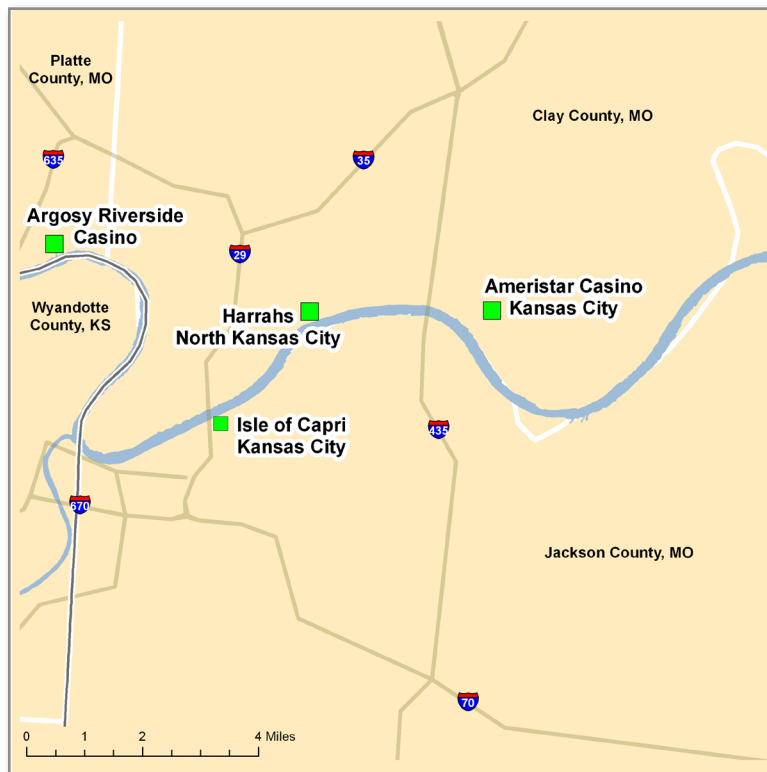 Platte
County, MO
Clay County, MO
635
35
Argosy Riverside
Casino
29
Ameristar Casino
Kansas City
Wyandotte
County, KS
Harrahs
North Kansas City
Isle of Capri
Kansas City
435
670
Jackson County, MO
70
0 1 2 4 Miles